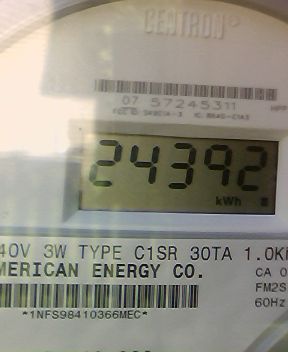 CENTRON®
07 57245311
24392
kWh
40V 3W TYPE C1SR 30TA 1.0K
MERICAN ENERGY CO.
CA 0
FM2S
60Hz
*1NFS98410366MEC*